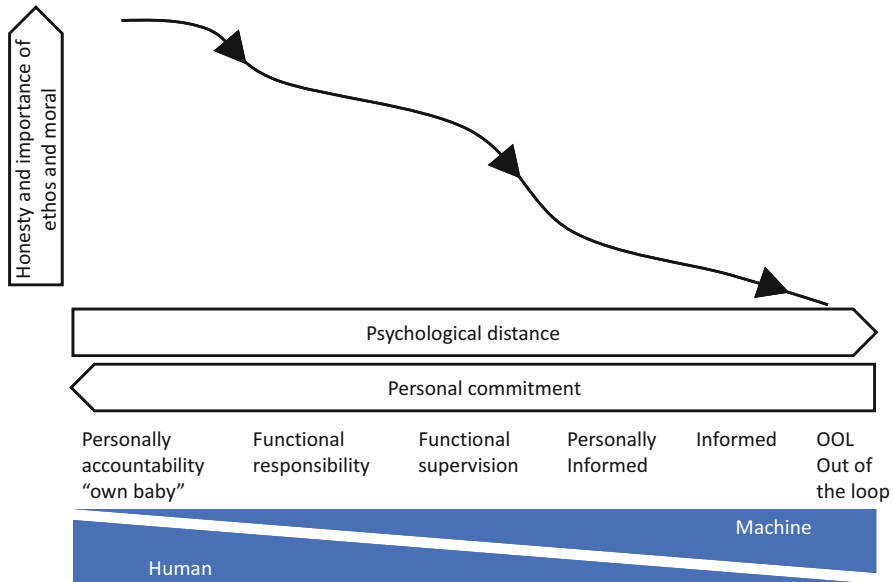 Honesty and importance of
ethos and moral
Psychological distance
Personal commitment
Personally
accountability
“own baby”
Functional
responsibility
Functional
supervision
Personally
Informed
Informed
OOL
Out of
the loop
Machine
Human